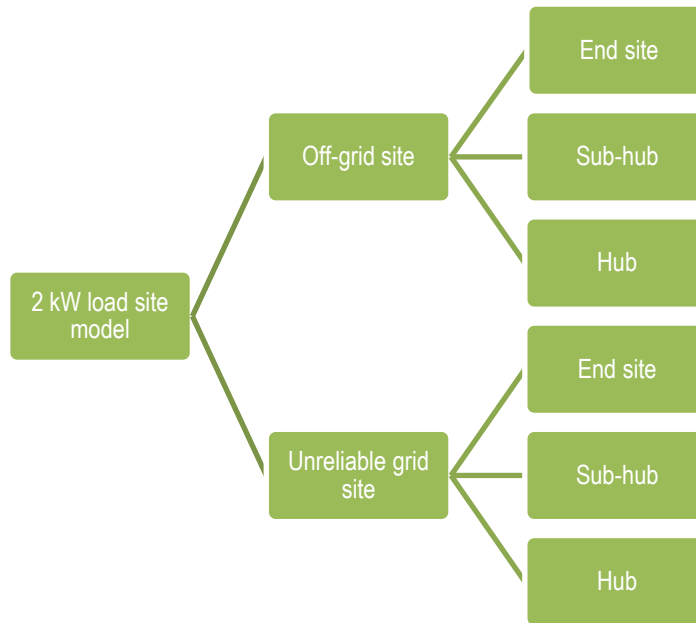 2 kW load site
model
Off-grid site
End site
Sub-hub
Hub
Unreliable grid
site
End site
Sub-hub
Hub